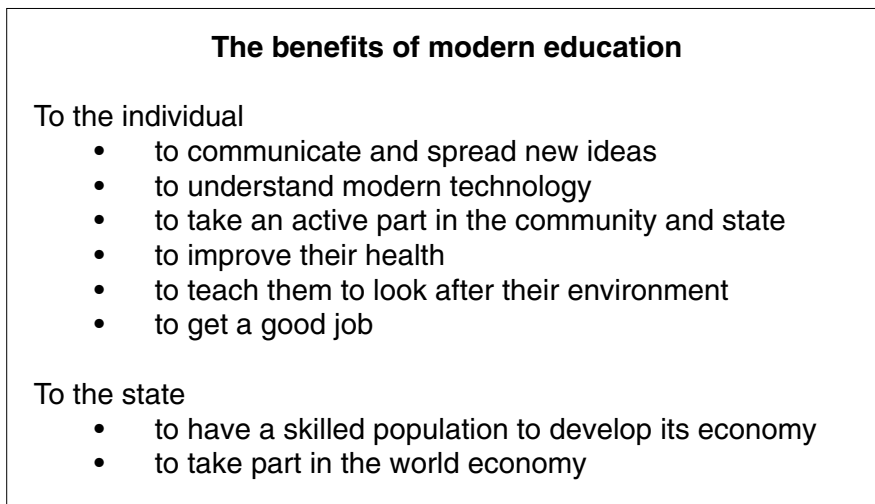 The benefits of modern education
To the individual
• to communicate and spread new ideas
• to understand modern technology
• to take an active part in the community and state
• to improve their health
• to teach them to look after their environment
• to get a good job
To the state
• to have a skilled population to develop its economy
• to take part in the world economy